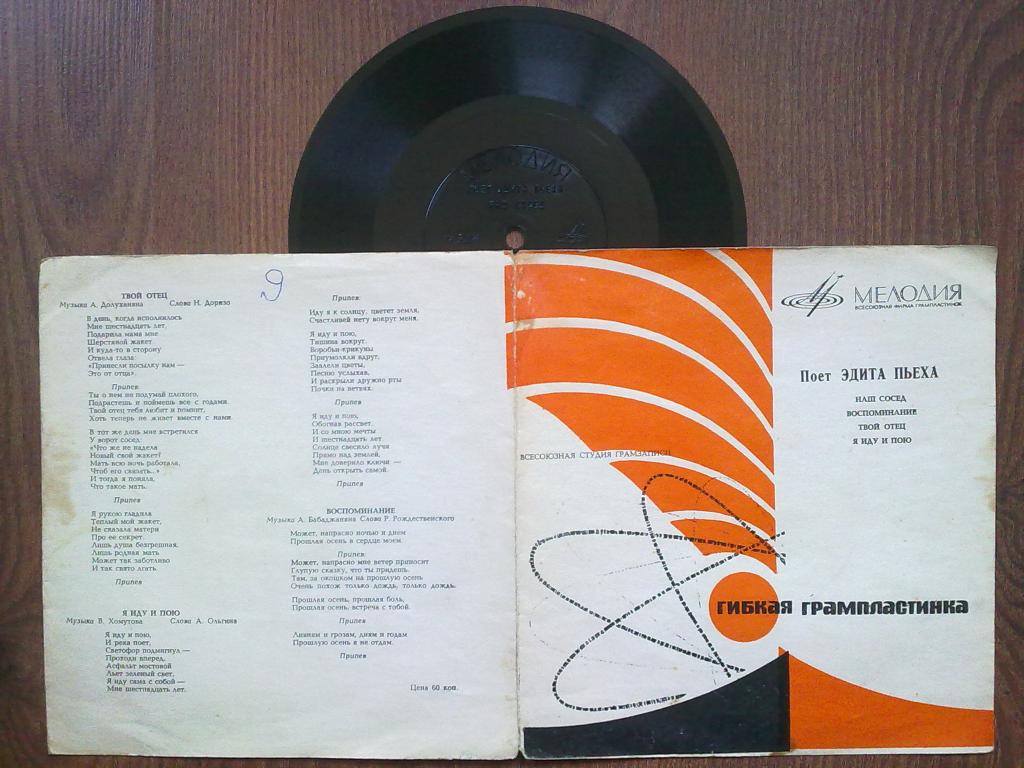 МЕЛОДИЯ
ПОЕТ ЭДИТА ПЬЕХА
НАШ СОСЕД
9
ТВОЙ ОТЕЦ
Музыка А. Долуханяна Слова Н. Доризо
В день, когда исполнилось
Мне шестнадцать лет,
Подарила мама мне
Шерстяной жакет
И куда-то в сторону
Отвела глаза:
«Принесли посылку нам —
Это от отца».
Припев:
Ты о нем не подумай плохого,
Подрастешь и поймешь все с годами.
Твой отец тебя любит и помнит,
Хоть теперь не живет вместе с нами.
В тот же день мне встретился
У ворот сосед.
«Что же не надела
Новый свой жакет?
Мать всю ночь работала,
Чтоб его связать..»
И тогда я поняла,
Что такое мать.
Припев
Я рукою гладила
Теплый мой жакет,
Не сказала матери
Про ее секрет.
Лишь душа безгрешная,
Лишь родная мать
Может так заботливо
И так свято лгать.
Припев
Я ИДУ И ПОЮ
Музыка В. Хомутова Слова А. Ольгина
Я иду и пою,
И река поет,
Светофор подмигнул —
Проходи вперед,
Асфальт мостовой
Льет зеленый свет,
Я иду сама с собой —
Мне шестнадцать лет.
Припев:
Иду я к солнцу, цветет земля,
Счастливей нету вокруг меня.
Я иду и пою,
Тишина вокруг.
Воробьи-крикуны
Приумолкли вдруг,
Завлели цветы,
Песню услыхав,
И раскрыли дружно рты
Почки на ветвях.
Припев
Я иду и пою,
Обогнав рассвет.
И со мною мечты
И шестнадцать лет
Солнце свесило лучи
Прямо над землей,
Мне доверило ключи —
День открыть самой.
Припев
ВОСПОМИНАНИЕ
Музыка А. Бабаджаняна Слова Р. Рождественского
Может, напрасно ночью и днем
Прошлая осень в сердце моем.
Припев:
Может, напрасно мне ветер приносит
Глупую сказку, что ты придешь.
Там, за окошком на прошлую осень
Очень похож только дождь, только дождь.
Прошлая осень, прошлая боль,
Прошлая осень, встреча с тобой.
Припев
Ливням и грозам, дням и годам
Прошлую осень я не отдам.
Припев
Цена 60 коп.
МЕЛОДИЯ
ВСЕСОЮЗНАЯ ФИРМА ГРАМПЛАСТИНОК
Поет ЭДИТА ПЬЕХА
НАШ СОСЕД
ВОСПОМИНАНИЕ
ТВОЙ ОТЕЦ
Я ИДУ И ПОЮ
ВСЕСОЮЗНАЯ СТУДИЯ ГРАМЗАПИСИ
ГИБКАЯ ГРАМПЛАСТИНКА